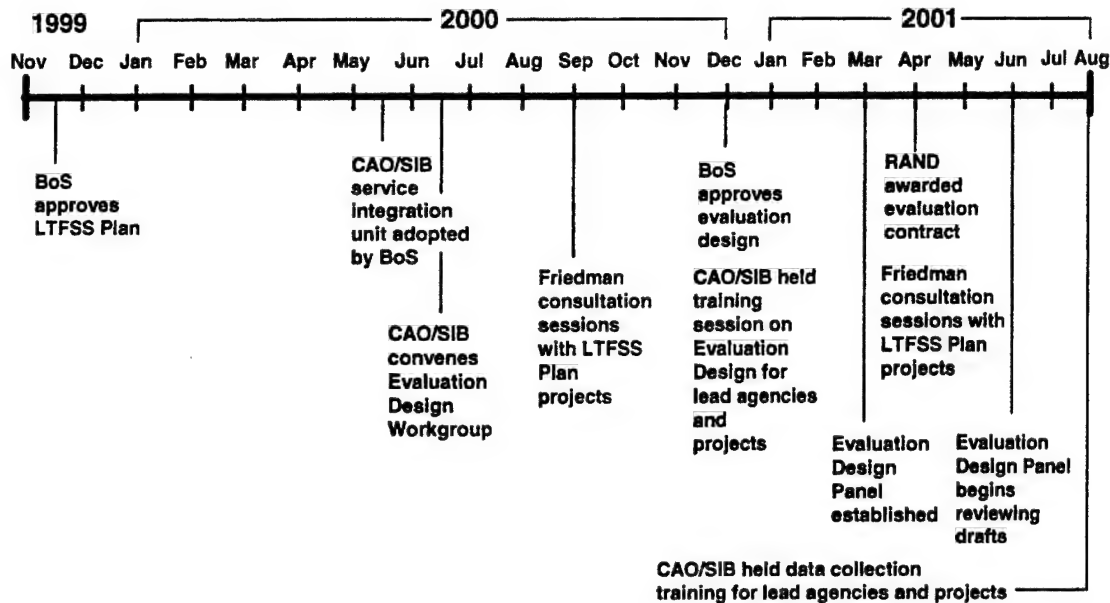 1999
2000
2001
Nov Dec Jan Feb Mar Apr May Jun Jul Aug Sep Oct Nov Dec Jan Feb Mar Apr May Jun Jul Aug
BoS
approves
LTFSS Plan
CAO/SIB
service
integration
unit adopted
by BoS
CAO/SIB
convenes
Evaluation
Design
Workgroup
Friedman
consultation
sessions
with LTFSS
Plan
projects
BoS
approves
evaluation
design
CAO/SIB held
training
session on
Evaluation
Design for
lead agencies
and
projects
Evaluation
Design
Panel
established
RAND
awarded
evaluation
contract
Friedman
consultation
sessions with
LTFSS Plan
projects
Evaluation
Design Panel
begins
reviewing
drafts
CAO/SIB held data collection
training for lead agencies and projects